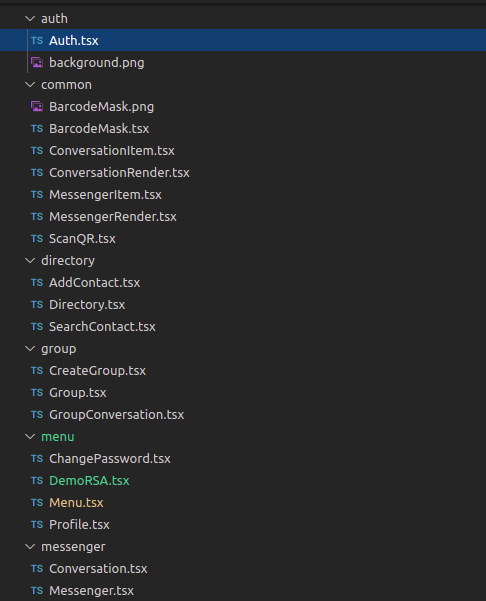 auth
TS Auth.tsx
background.png
common
BarcodeMask.png
TS BarcodeMask.tsx
TS ConversationItem.tsx
TS ConversationRender.tsx
TS MessengerItem.tsx
TS MessengerRender.tsx
TS ScanQR.tsx
directory
TS AddContact.tsx
TS Directory.tsx
TS SearchContact.tsx
group
TS CreateGroup.tsx
TS Group.tsx
TS GroupConversation.tsx
menu
TS ChangePassword.tsx
TS DemoRSA.tsx
TS Menu.tsx
TS Profile.tsx
messenger
TS Conversation.tsx
TS Messenger.tsx